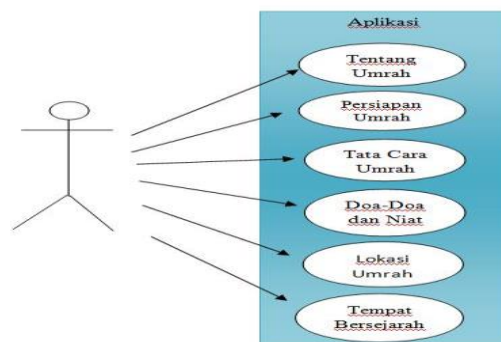 Aplikasi
Tentang
Umrah
Persiapan
Umrah
Tata Cara
Umrah
Doa-Doa
dan Niat
Lokasi
Umrah
Tempat
Bersejarah